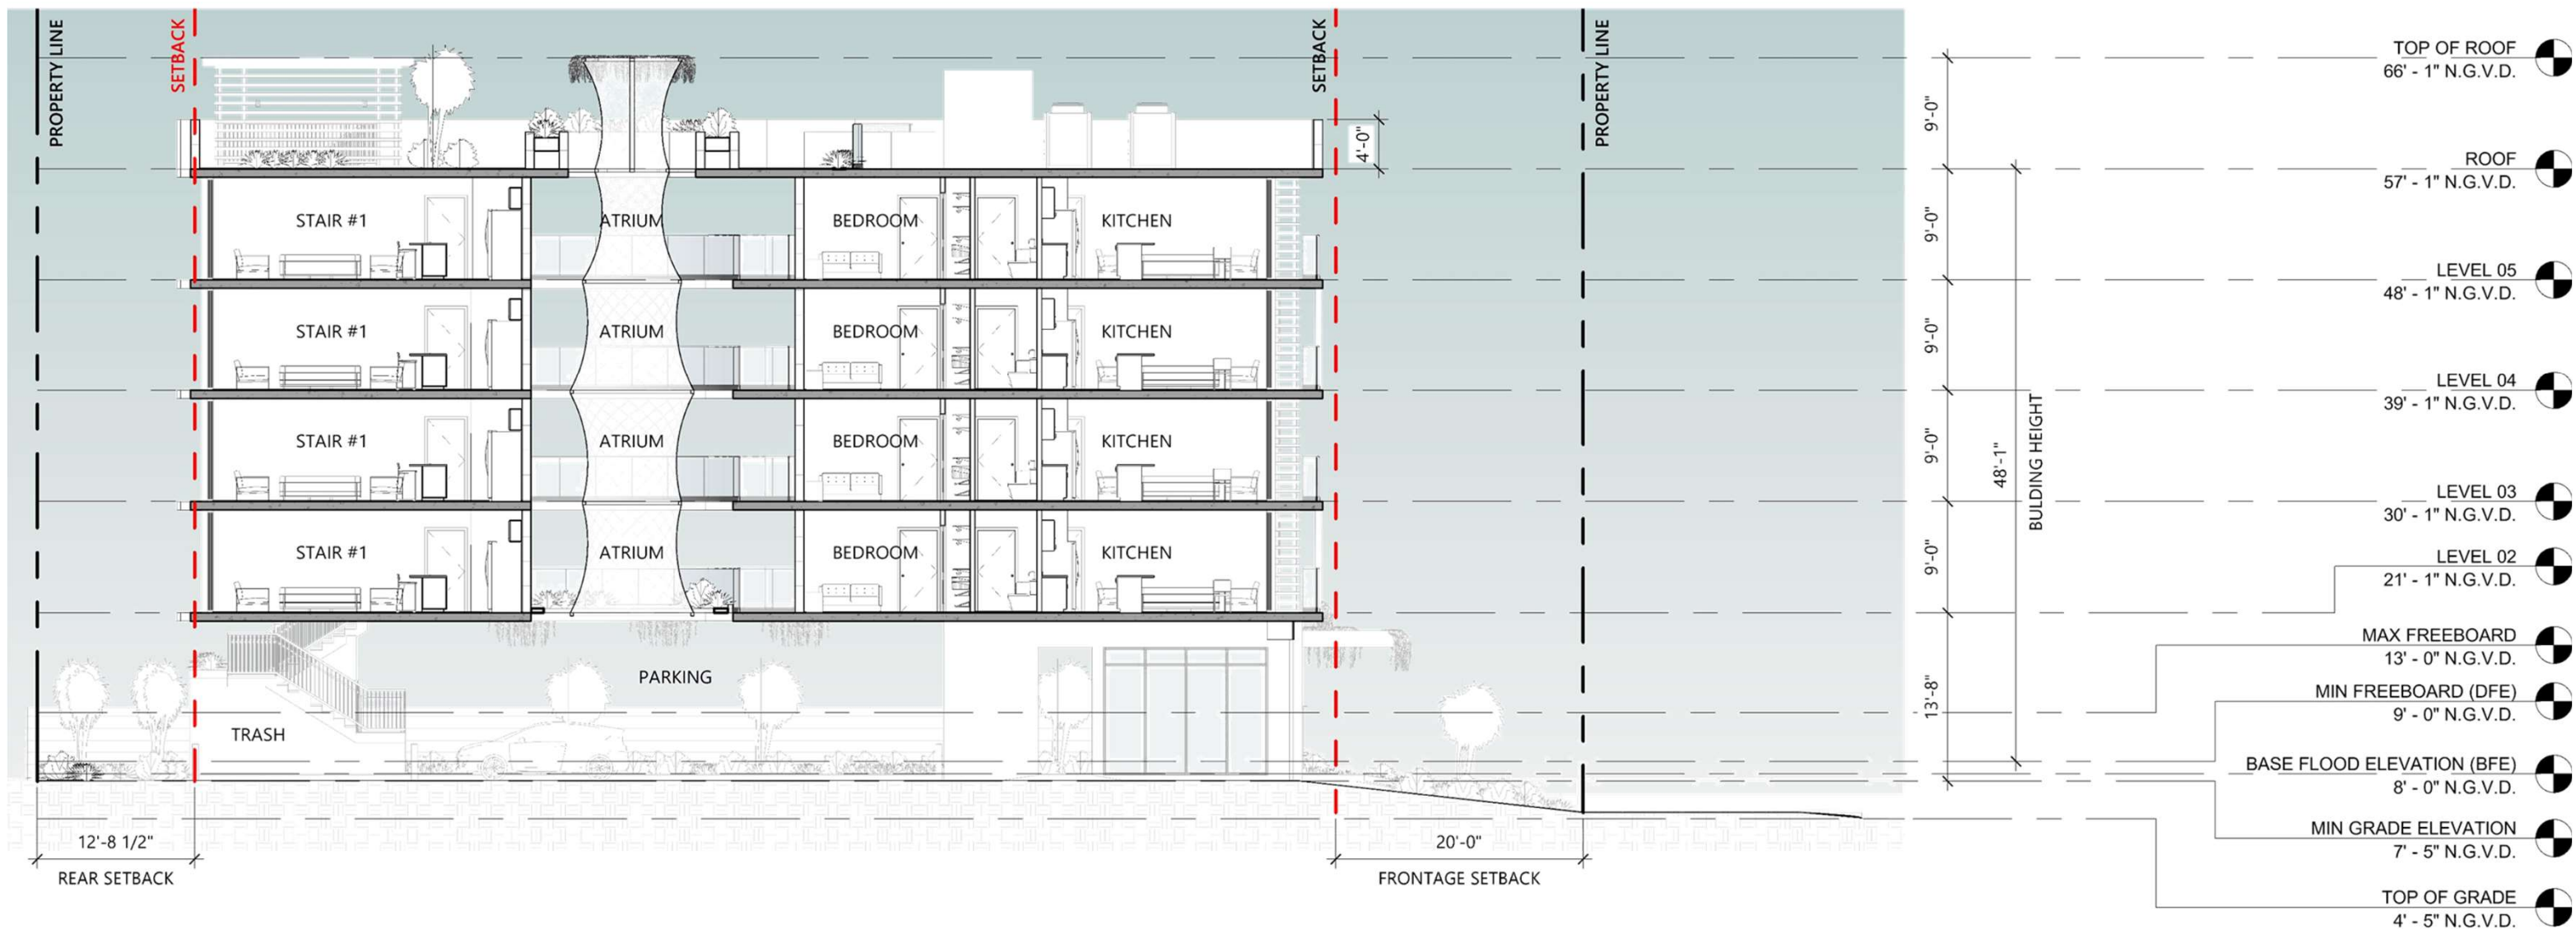 PROPERTY LINE
SETBACK
SETBACK
PROPERTY LINE
TOP OF ROOF
66' - 1" N.G.V.D.
9'-0"
4'-0"
ROOF
57' - 1" N.G.V.D.
STAIR #1
ATRIUM
BEDROOM
KITCHEN
9'-0"
LEVEL 05
48' - 1" N.G.V.D.
STAIR #1
ATRIUM
BEDROOM
KITCHEN
9'-0"
LEVEL 04
39' - 1" N.G.V.D.
STAIR #1
ATRIUM
BEDROOM
KITCHEN
9'-0"
48'-1"
BULDING HEIGHT
LEVEL 03
30' - 1" N.G.V.D.
STAIR #1
ATRIUM
BEDROOM
KITCHEN
9'-0"
LEVEL 02
21' - 1" N.G.V.D.
MAX FREEBOARD
13' - 0" N.G.V.D.
PARKING
TRASH
13'-8"
MIN FREEBOARD (DFE)
9' - 0" N.G.V.D.
BASE FLOOD ELEVATION (BFE)
8' - 0" N.G.V.D.
MIN GRADE ELEVATION
7' - 5" N.G.V.D.
12'-8 1/2"
REAR SETBACK
20'-0"
FRONTAGE SETBACK
TOP OF GRADE
4' - 5" N.G.V.D.